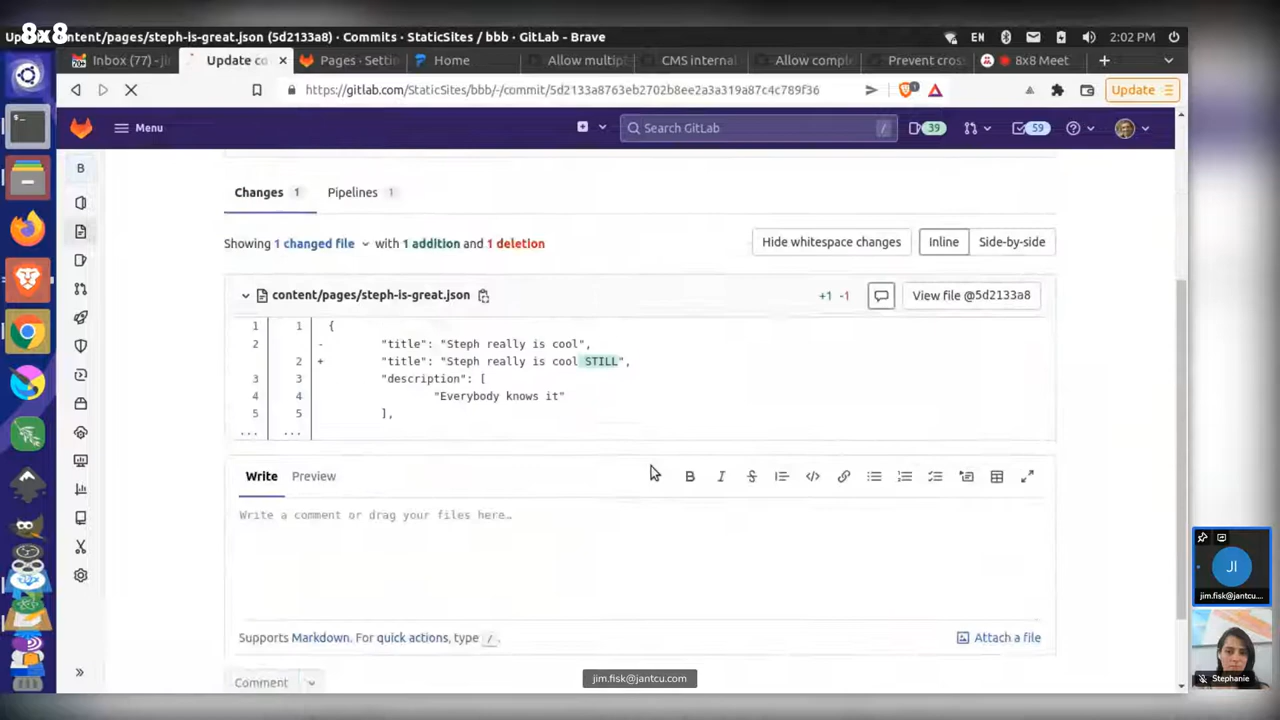 8x8
content/pages/steph-is-great.json (5d2133a8) · Commits · StaticSites / bbb · GitLab - Brave
EN
2:02 PM
Inbox (77) - ji
Update co
Pages · Setti
Home
Allow multip
CMS internal
Allow comple
Prevent cros
8x8 Meet
https://gitlab.com/StaticSites/bbb/-/commit/5d2133a8763eb2702b8ee2a3a319a87c4c789f36
Update
Menu
Search GitLab
/
39
59
B
Changes 1
Pipelines 1
Showing 1 changed file with 1 addition and 1 deletion
Hide whitespace changes
Inline
Side-by-side
content/pages/steph-is-great.json
+1 -1
View file @5d2133a8
1 1 {
2 - "title": "Steph really is cool",
2 + "title": "Steph really is cool STILL",
3 3 "description": [
4 4 "Everybody knows it"
5 5 ],
... ...
Write
Preview
B I S
Write a comment or drag your files here…
Supports Markdown. For quick actions, type /.
Attach a file
Comment
JI
jim.fisk@jantcu....
Stephanie
jim.fisk@jantcu.com